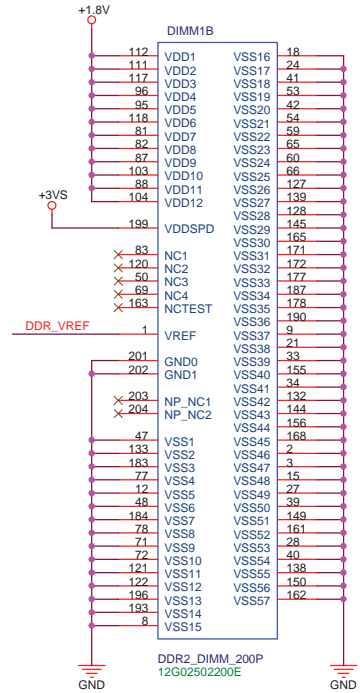 +1.8V
DIMM1B
112 VDD1
111 VDD2
117 VDD3
96 VDD4
95 VDD5
118 VDD6
81 VDD7
82 VDD8
87 VDD9
103 VDD10
88 VDD11
104 VDD12
+3VS
199 VDDSPD
83 NC1
120 NC2
50 NC3
69 NC4
163 NCTEST
DDR_VREF 1 VREF
201 GND0
202 GND1
203 NP_NC1
204 NP_NC2
47 VSS1
133 VSS2
183 VSS3
77 VSS4
12 VSS5
48 VSS6
184 VSS7
78 VSS8
71 VSS9
72 VSS10
121 VSS11
122 VSS12
196 VSS13
193 VSS14
8 VSS15
GND
VSS16 18
VSS17 24
VSS18 41
VSS19 53
VSS20 42
VSS21 54
VSS22 59
VSS23 65
VSS24 60
VSS25 66
VSS26 127
VSS27 139
VSS28 128
VSS29 145
VSS30 165
VSS31 171
VSS32 172
VSS33 177
VSS34 187
VSS35 178
VSS36 190
VSS37 9
VSS38 21
VSS39 33
VSS40 155
VSS41 34
VSS42 132
VSS43 144
VSS44 156
VSS45 168
VSS46 2
VSS47 3
VSS48 15
VSS49 27
VSS50 39
VSS51 149
VSS52 161
VSS53 28
VSS54 40
VSS55 138
VSS56 150
VSS57 162
GND
DDR2_DIMM_200P
12G02502200E